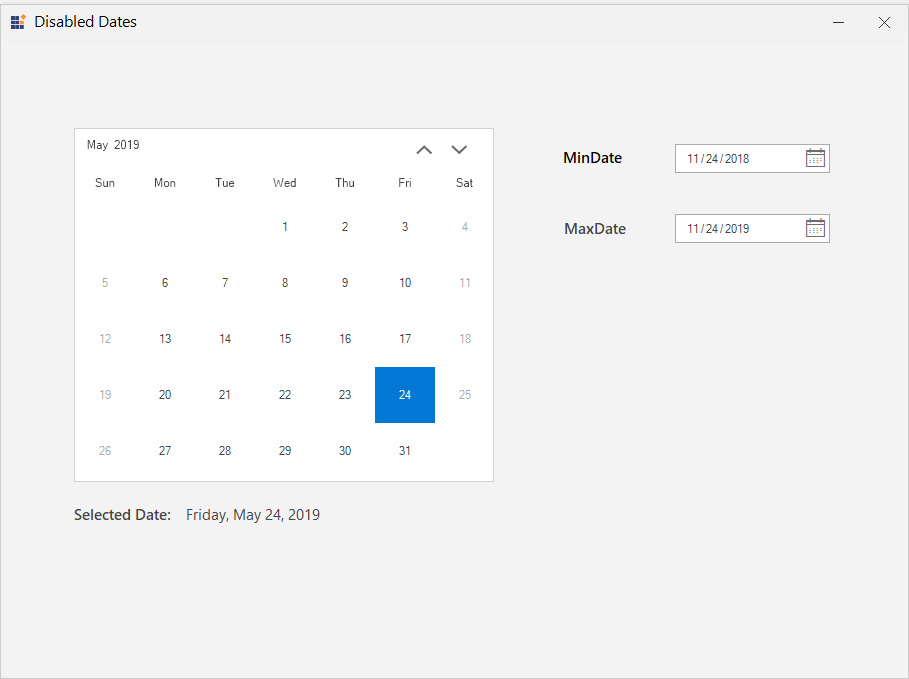 Disabled Dates
May 2019
Sun Mon Tue Wed Thu Fri Sat
1 2 3 4
5 6 7 8 9 10 11
12 13 14 15 16 17 18
19 20 21 22 23 24 25
26 27 28 29 30 31
Selected Date: Friday, May 24, 2019
MinDate 11/24/2018
MaxDate 11/24/2019